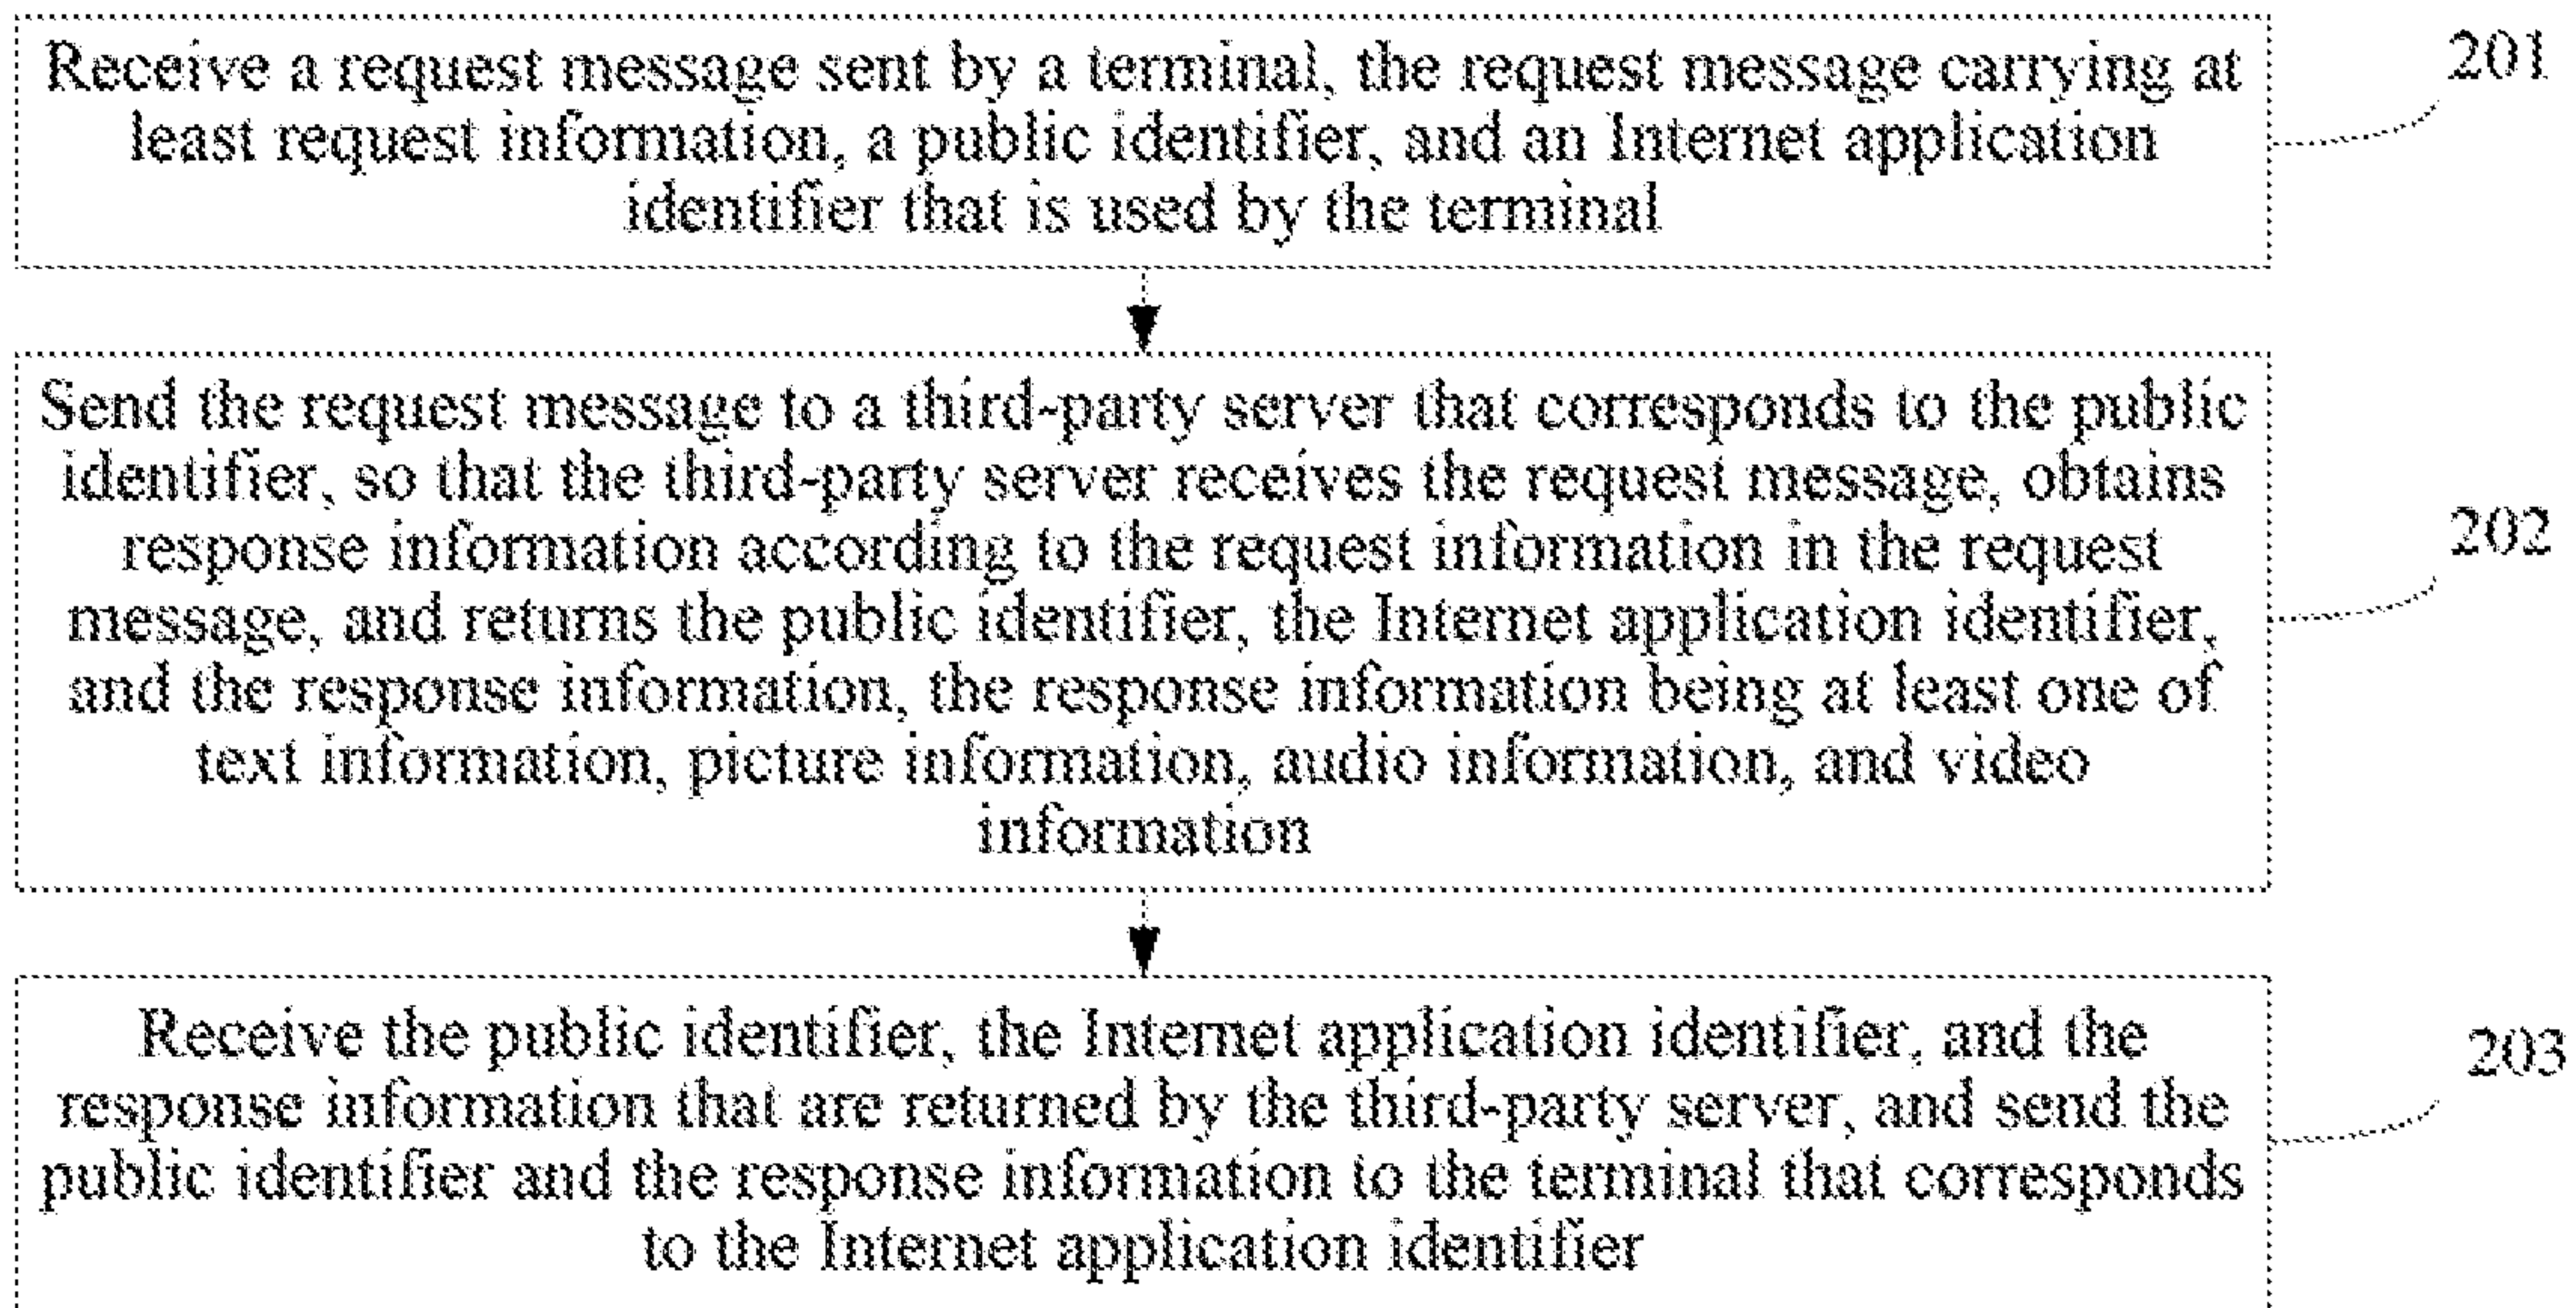 Receive a request message sent by a terminal, the request message carrying at
least request information, a public identifier, and an Internet application
identifier that is used by the terminal
201
Send the request message to a third-party server that corresponds to the public
identifier, so that the third-party server receives the request message, obtains
response information according to the request information in the request
message, and returns the public identifier, the Internet application identifier,
and the response information, the response information being at least one of
text information, picture information, audio information, and video
information
202
Receive the public identifier, the Internet application identifier, and the
response information that are returned by the third-party server, and send the
public identifier and the response information to the terminal that corresponds
to the Internet application identifier
203